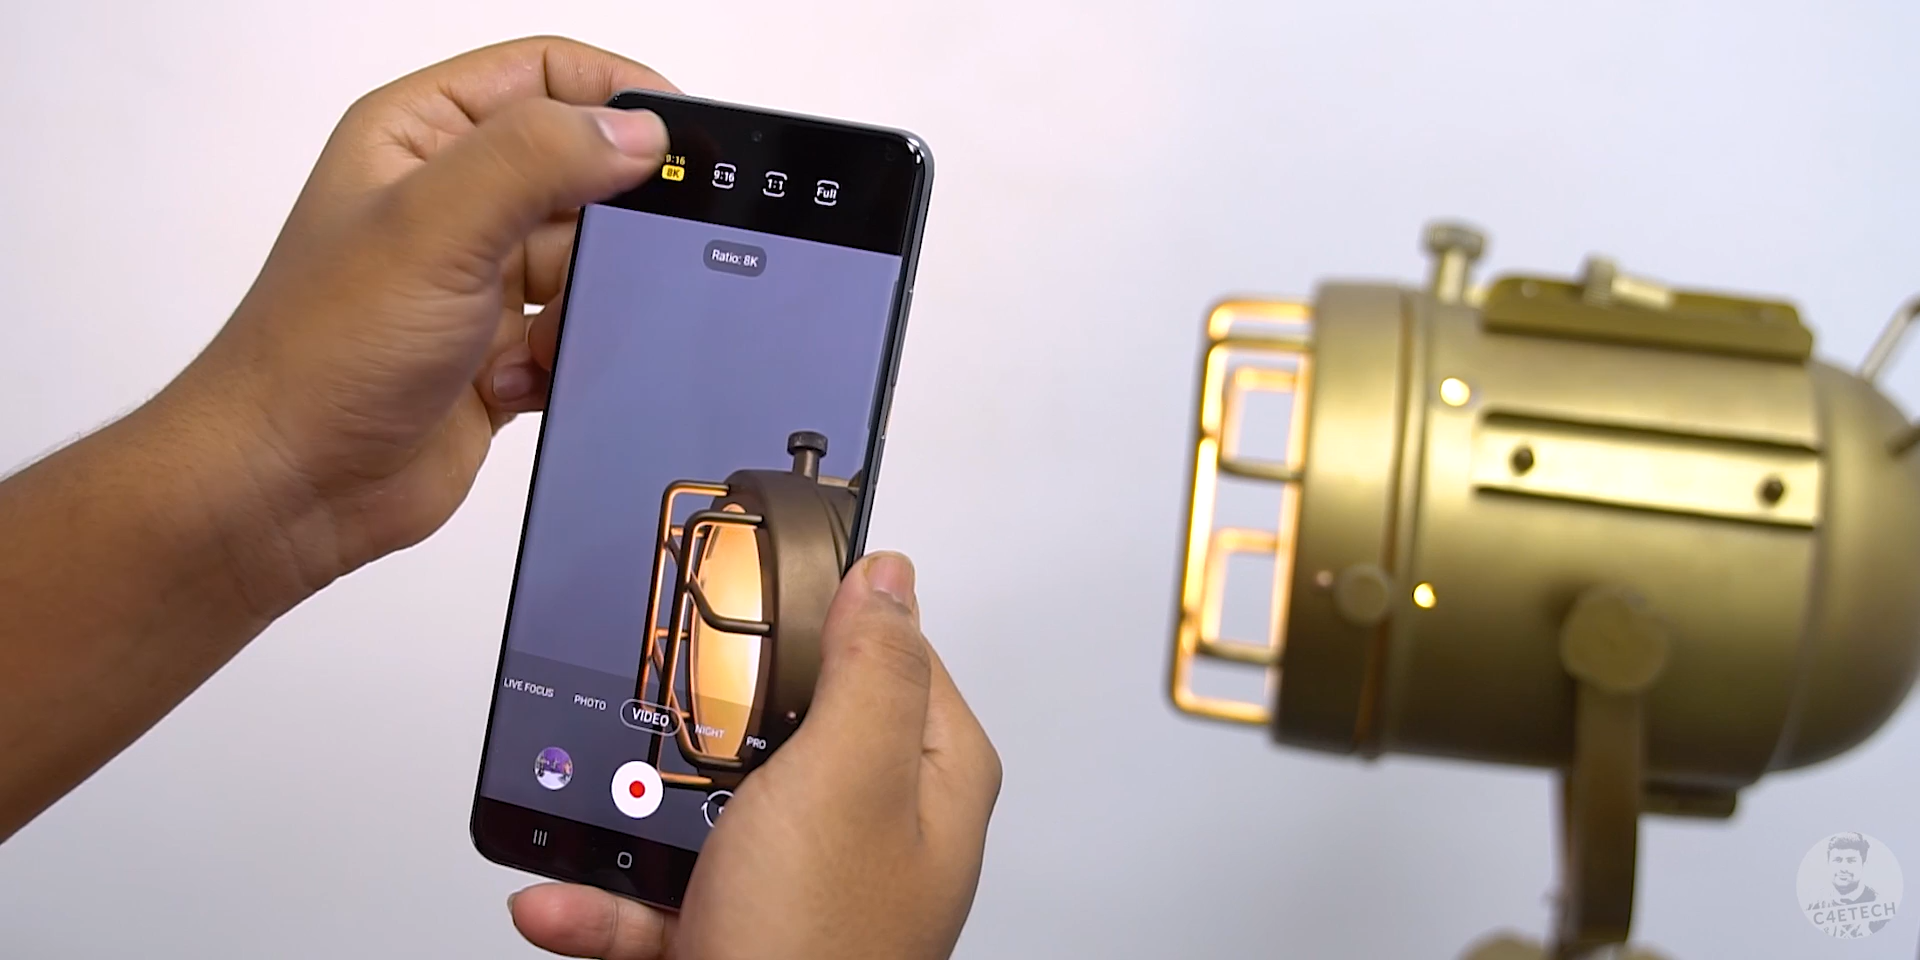 9:16
8K
9:16
1:1
Full
Ratio: 8K
LIVE FOCUS
PHOTO
VIDEO
NIGHT
PRO
C4ETECH